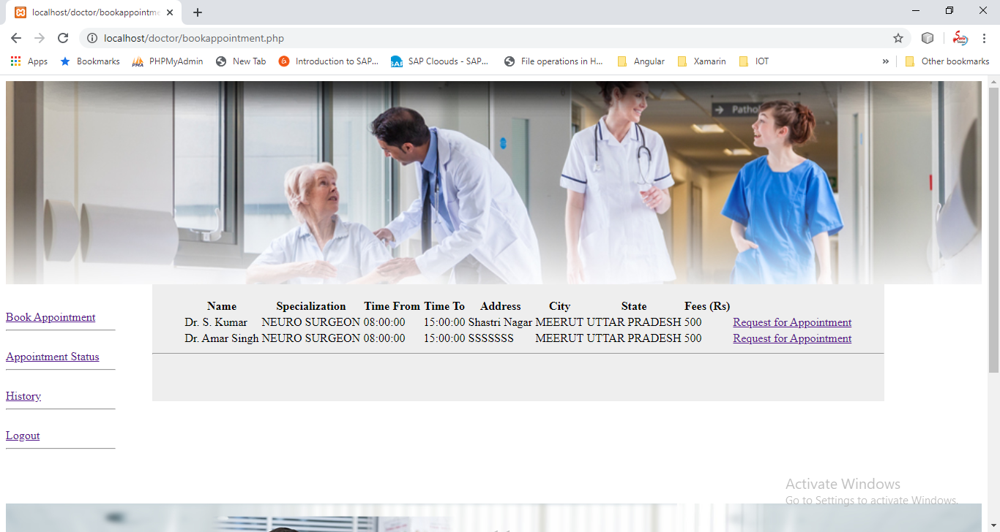 localhost/doctor/bookappointme
localhost/doctor/bookappointment.php
Apps Bookmarks PHPMyAdmin New Tab Introduction to SAP... SAP Cloouds - SAP... File operations in H... Angular Xamarin IOT » Other bookmarks
Name Specialization Time From Time To Address City State Fees (Rs)
Dr. S. Kumar NEURO SURGEON 08:00:00 15:00:00 Shastri Nagar MEERUT UTTAR PRADESH 500 Request for Appointment
Dr. Amar Singh NEURO SURGEON 08:00:00 15:00:00 SSSSSSS MEERUT UTTAR PRADESH 500 Request for Appointment
Book Appointment
Appointment Status
History
Logout
Activate Windows
Go to Settings to activate Windows.